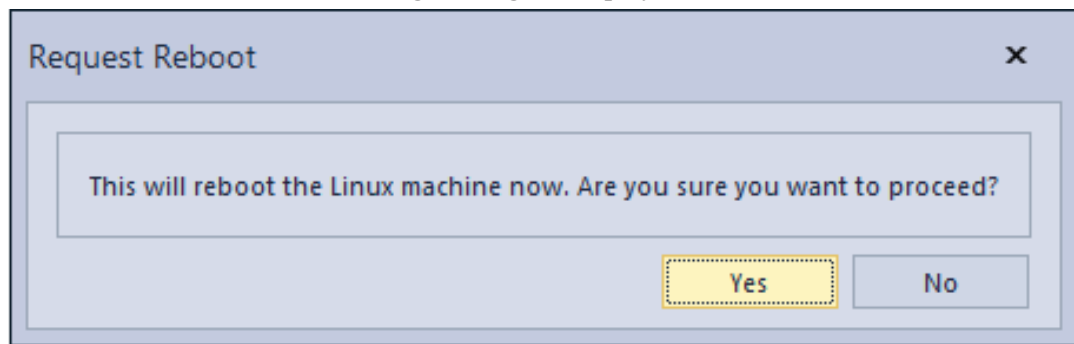 Request Reboot
This will reboot the Linux machine now. Are you sure you want to proceed?
Yes
No